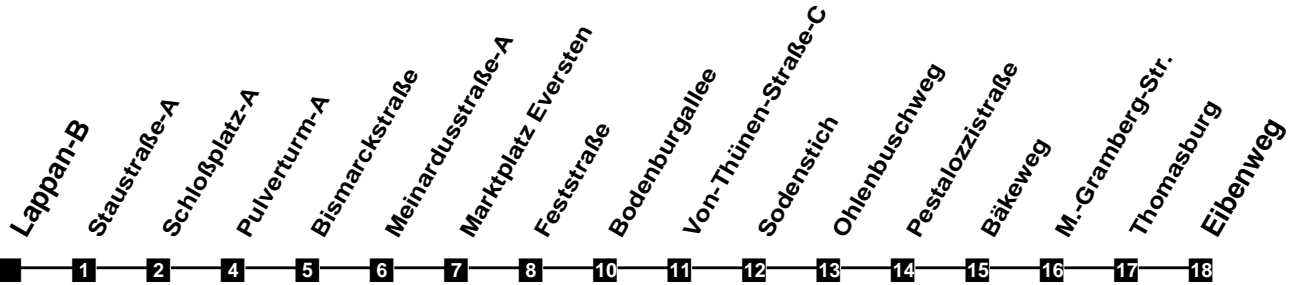 Lappan-B
Staustraße-A
Schloßplatz-A
Pulverturm-A
Bismarckstraße
Meinardusstraße-A
Marktplatz Eversten
Feststraße
Bodenburgallee
Von-Thünen-Straße-C
Sodenstich
Ohlenbuschweg
Pestalozzistraße
Bäkeweg
M.-Gramberg-Str.
Thomasburg
Eibenweg
1 2 4 5 6 7 8 10 11 12 13 14 15 16 17 18